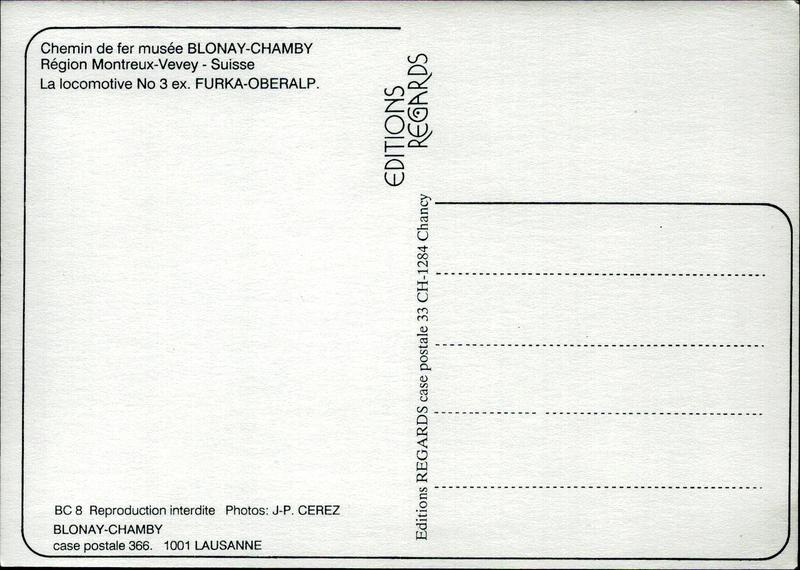 Chemin de fer musée BLONAY-CHAMBY
Région Montreux-Vevey - Suisse
La locomotive No 3 ex. FURKA-OBERALP.
EDITIONS
REGARDS
Editions REGARDS case postale 33 CH-1284 Chancy
BC 8 Reproduction interdite Photos: J-P. CEREZ
BLONAY-CHAMBY
case postale 366. 1001 LAUSANNE